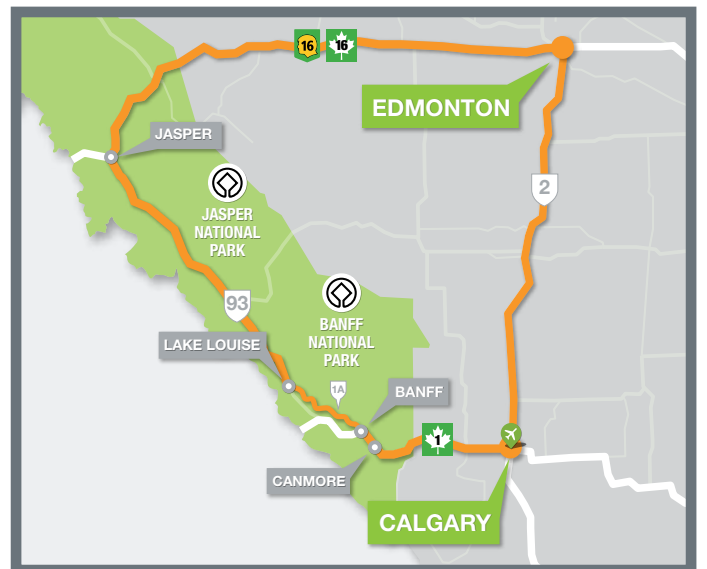 16
16
EDMONTON
JASPER
2
JASPER
NATIONAL
PARK
93
BANFF
NATIONAL
PARK
LAKE LOUISE
1A
BANFF
1
CANMORE
CALGARY